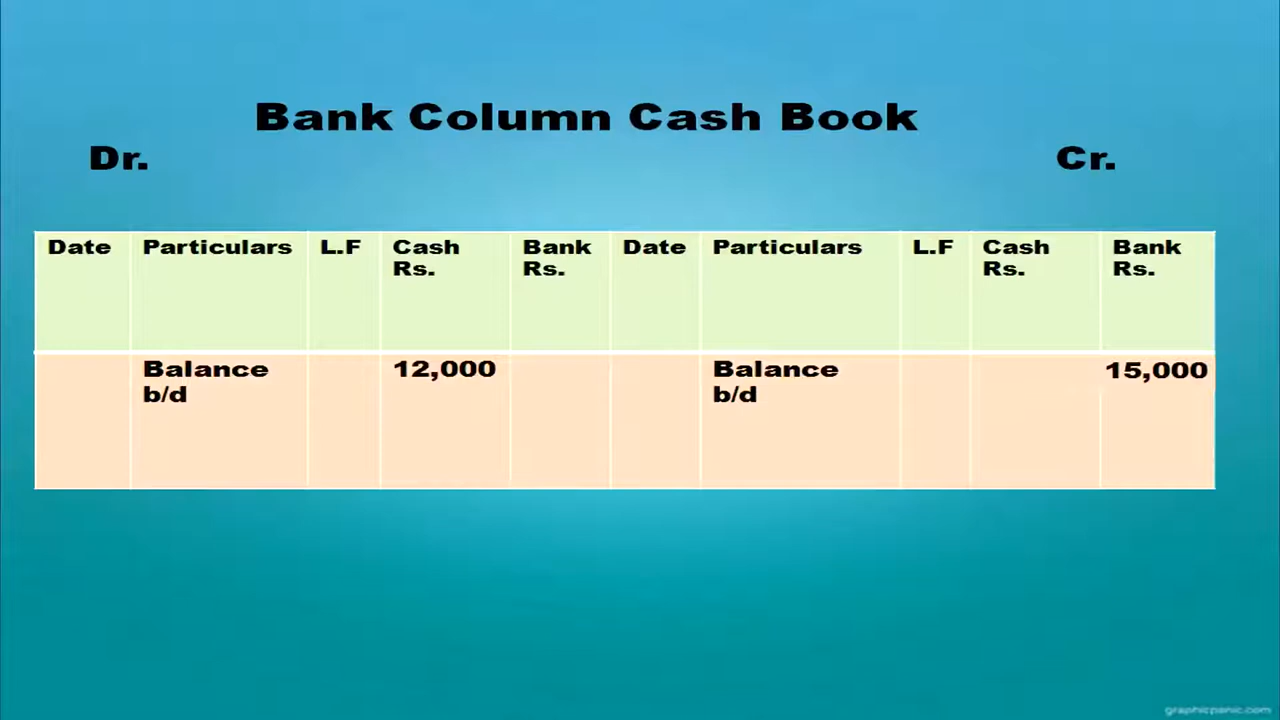 Bank Column Cash Book
Dr. Cr.
Date Particulars L.F Cash Rs. Bank Rs. Date Particulars L.F Cash Rs. Bank Rs.
Balance b/d 12,000 Balance b/d 15,000
graphicpanic.com